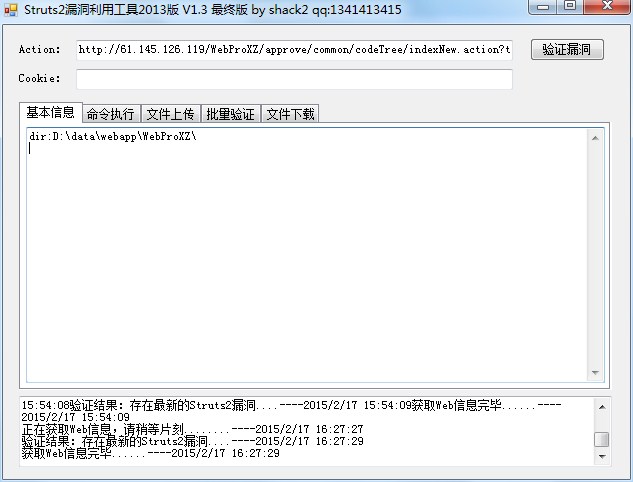 Struts2漏洞利用工具2013版 V1.3 最终版 by shack2 qq:1341413415
Action: http://61.145.126.119/WebProXZ/approve/common/codeTree/indexNew.action?t 验证漏洞
Cookie:
基本信息 命令执行 文件上传 批量验证 文件下载
dir:D:\data\webapp\WebProXZ\
15:54:08验证结果: 存在最新的Struts2漏洞....----2015/2/17 15:54:09获取Web信息完毕......----
2015/2/17 15:54:09
正在获取Web信息，请稍等片刻........----2015/2/17 16:27:27
验证结果: 存在最新的Struts2漏洞....----2015/2/17 16:27:29
获取Web信息完毕......----2015/2/17 16:27:29